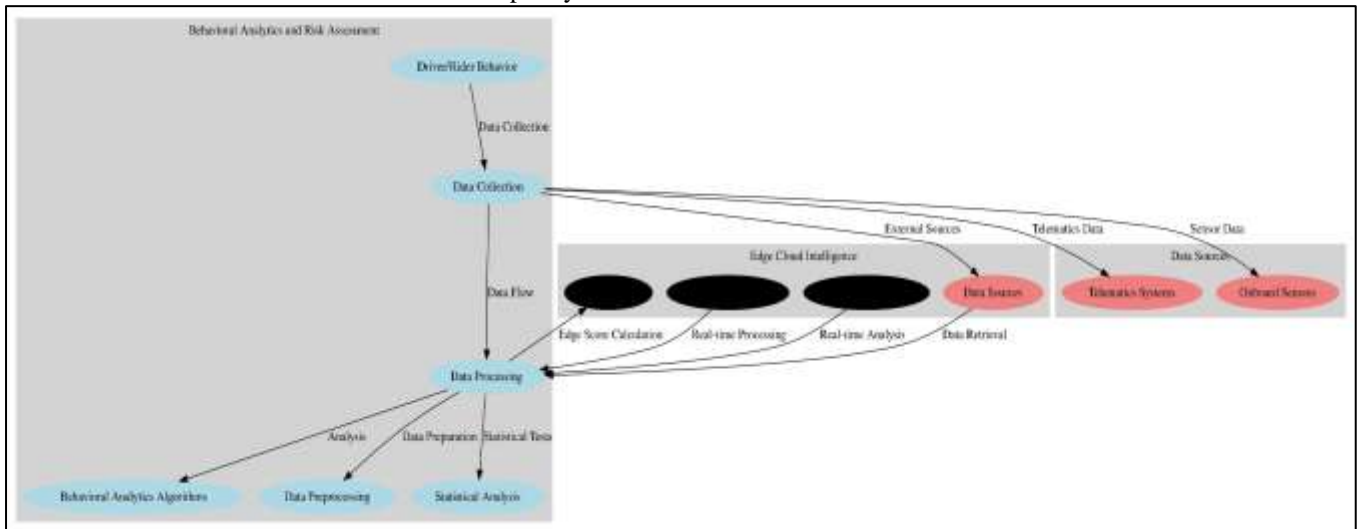 Behavioral Analytics and Risk Assessment
Driver/Rider Behavior
Data Collection
Data Collection
External Sources
Telematics Data
Sensor Data
Edge Cloud Intelligence
Data Sources
Data Sources
Telematics Systems
Onboard Sensors
Data Flow
Edge Score Calculation
Real-time Processing
Real-time Analysis
Data Retrieval
Data Processing
Analysis
Data Preparation
Statistical Tests
Behavioral Analytics Algorithms
Data Preprocessing
Statistical Analysis